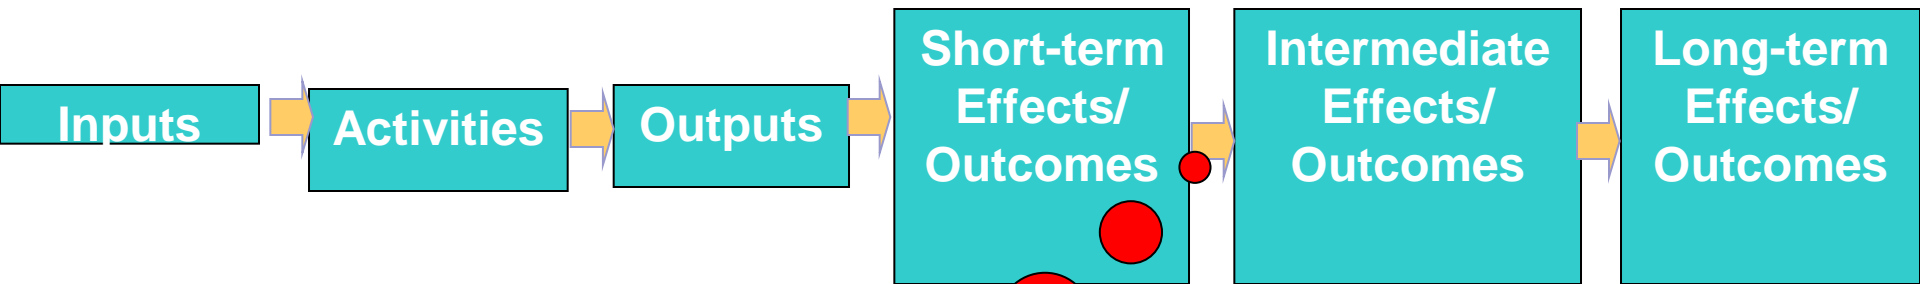 Inputs
Activities
Outputs
Short-term
Effects/
Outcomes
Intermediate
Effects/
Outcomes
Long-term
Effects/
Outcomes